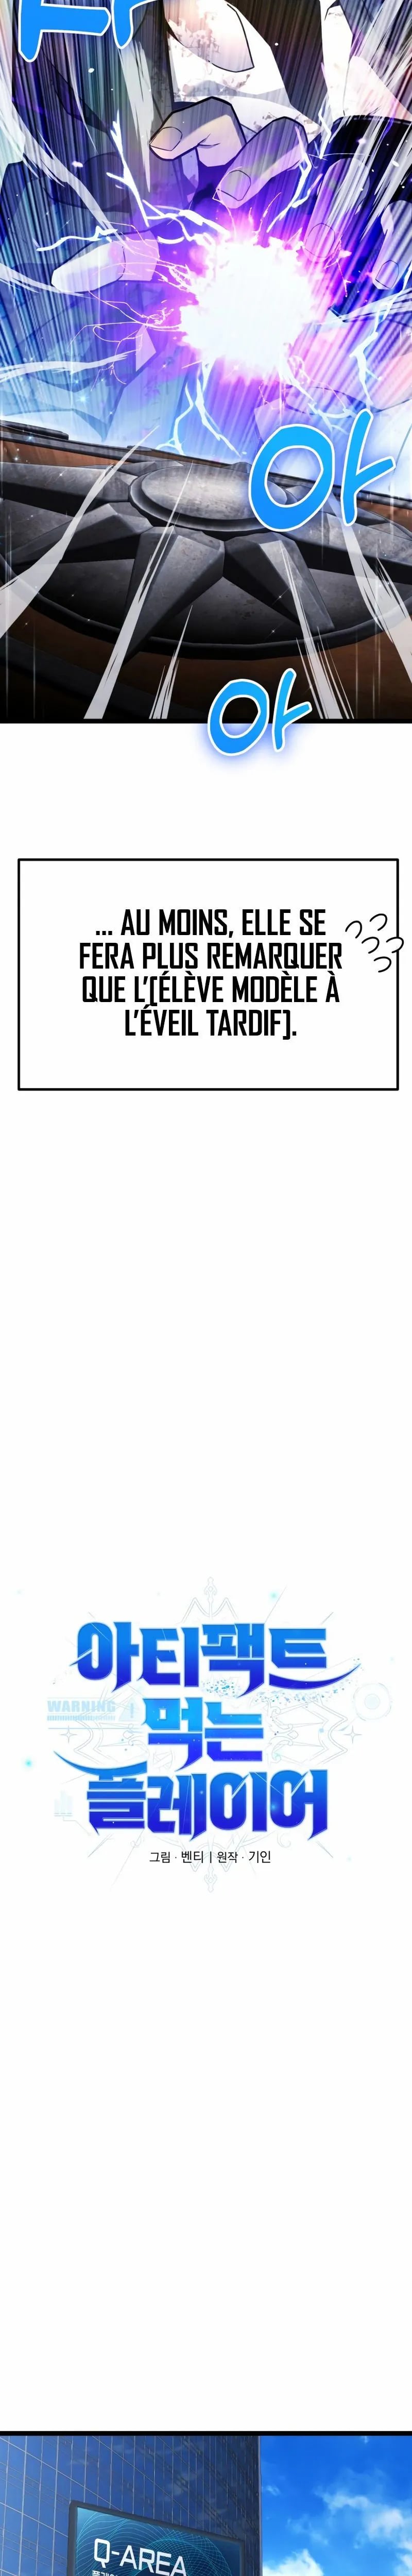 아
아
... AU MOINS, ELLE SE
FERA PLUS REMARQUER
QUE L'(ÉLÈVE MODÈLE À
L'ÉVEIL TARDIF).
아티팩트
WARNING
먹는
플레이어
그림 · 벤티 | 원작 · 기인
Q-AREA